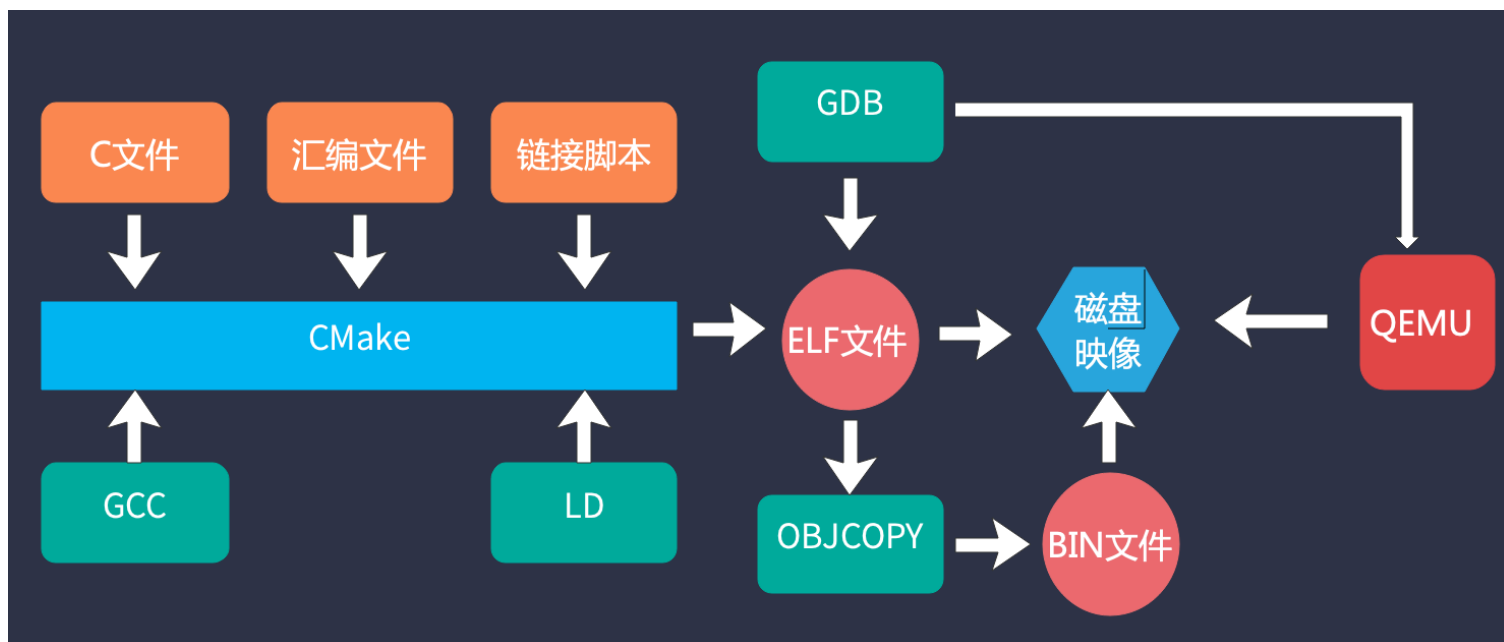 GDB
C文件
汇编文件
链接脚本
CMake
ELF文件
磁盘
映像
QEMU
GCC
LD
OBJCOPY
BIN文件